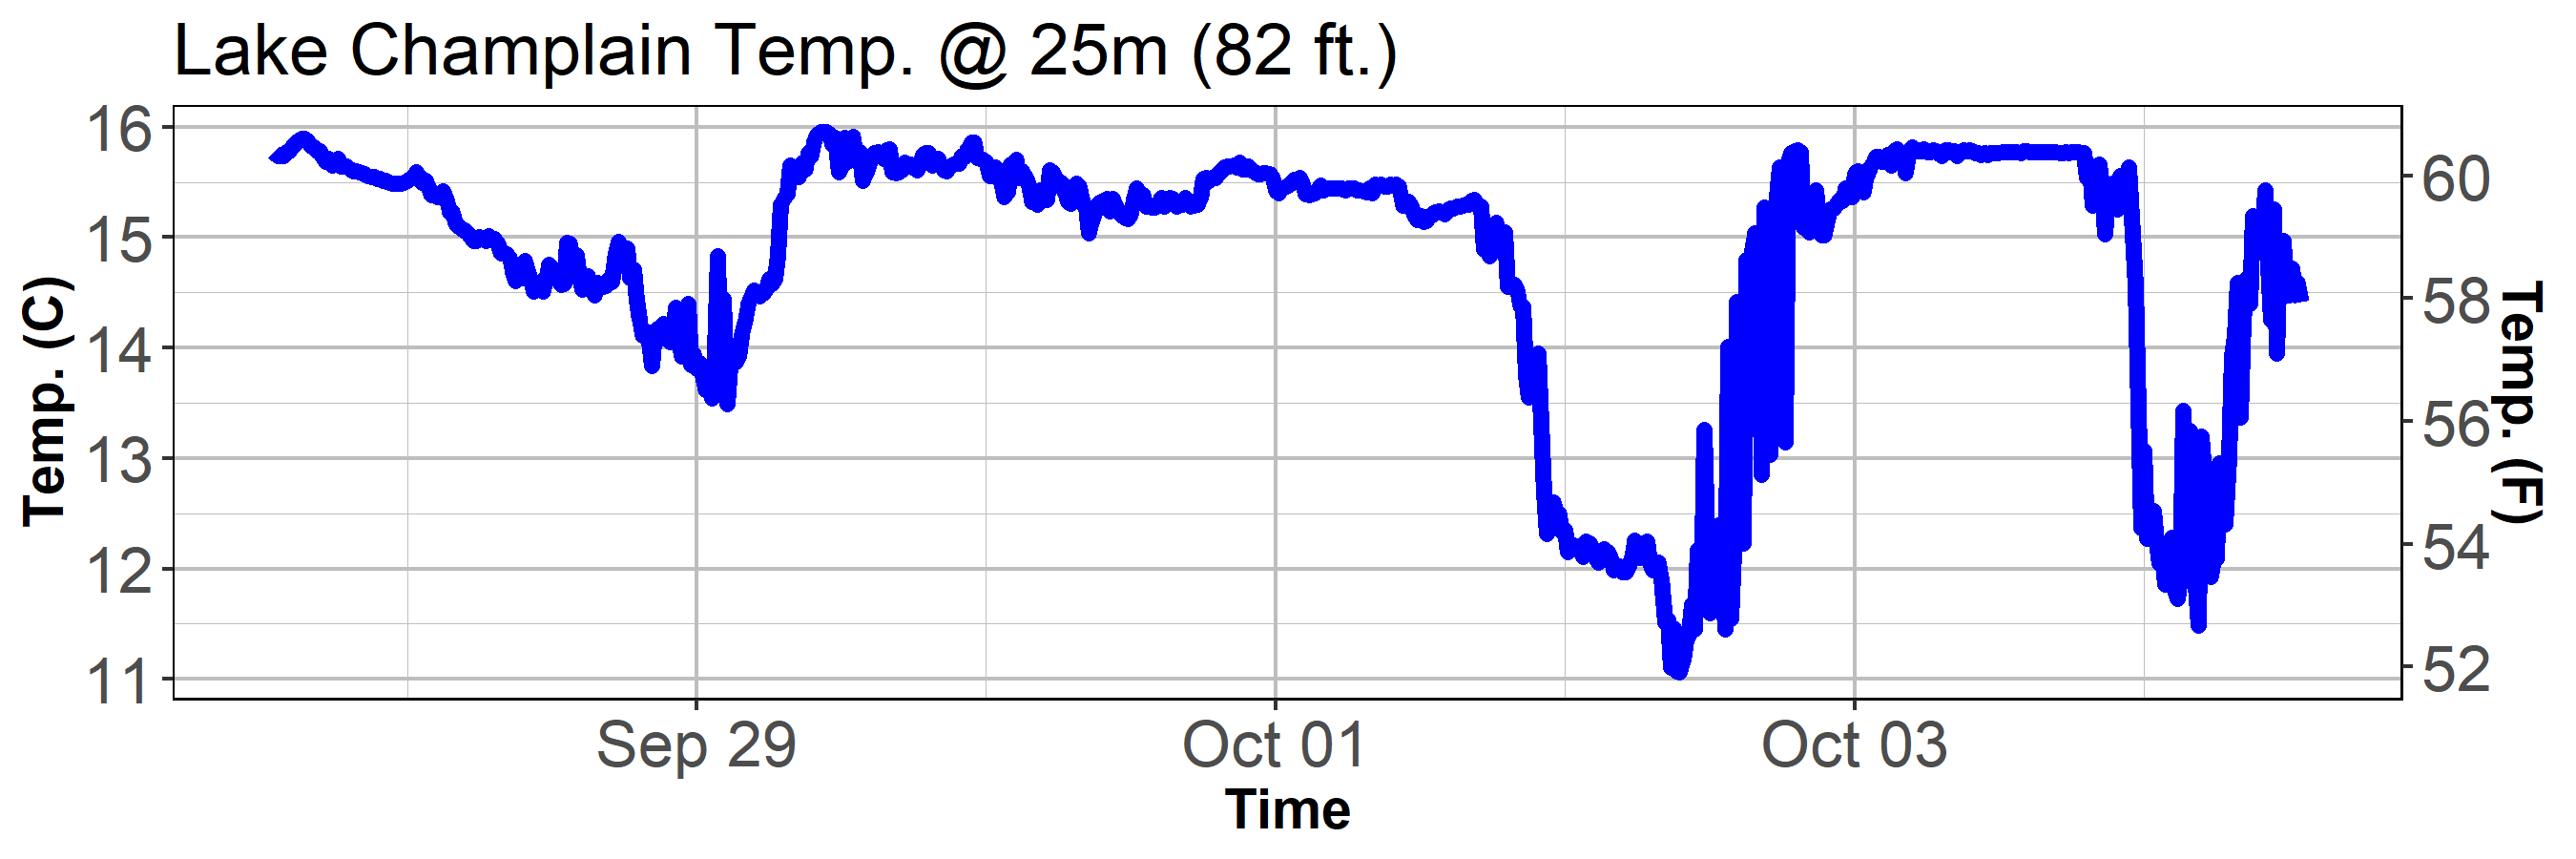 Lake Champlain Temp. @ 25m (82 ft.)
16
15
14
13
12
11
Temp. (C)
60
58
56
54
52
Temp. (F)
Sep 29
Oct 01
Oct 03
Time